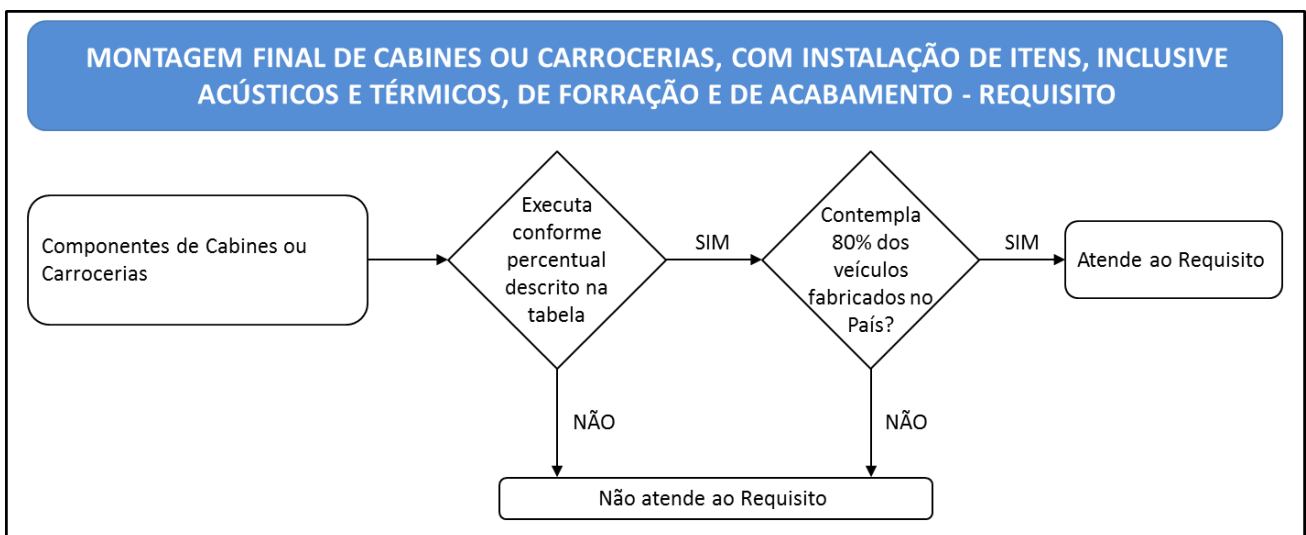 MONTAGEM FINAL DE CABINES OU CARROCERIAS, COM INSTALAÇÃO DE ITENS, INCLUSIVE
ACÚSTICOS E TÉRMICOS, DE FORRAÇÃO E DE ACABAMENTO - REQUISITO
Componentes de Cabines ou
Carrocerias
Executa
conforme
percentual
descrito na
tabela
SIM
Contempla
80% dos
veículos
fabricados no
País?
SIM
Atende ao Requisito
NÃO
NÃO
Não atende ao Requisito